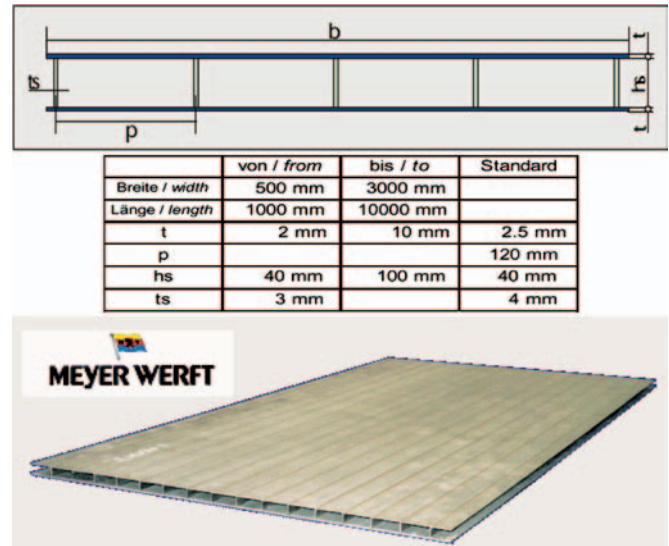 b
t
ts
hs
p
t
von / from bis / to Standard
Breite / width 500 mm 3000 mm
Länge / length 1000 mm 10000 mm
t 2 mm 10 mm 2.5 mm
p 120 mm
hs 40 mm 100 mm 40 mm
ts 3 mm 4 mm
MEYER WERFT